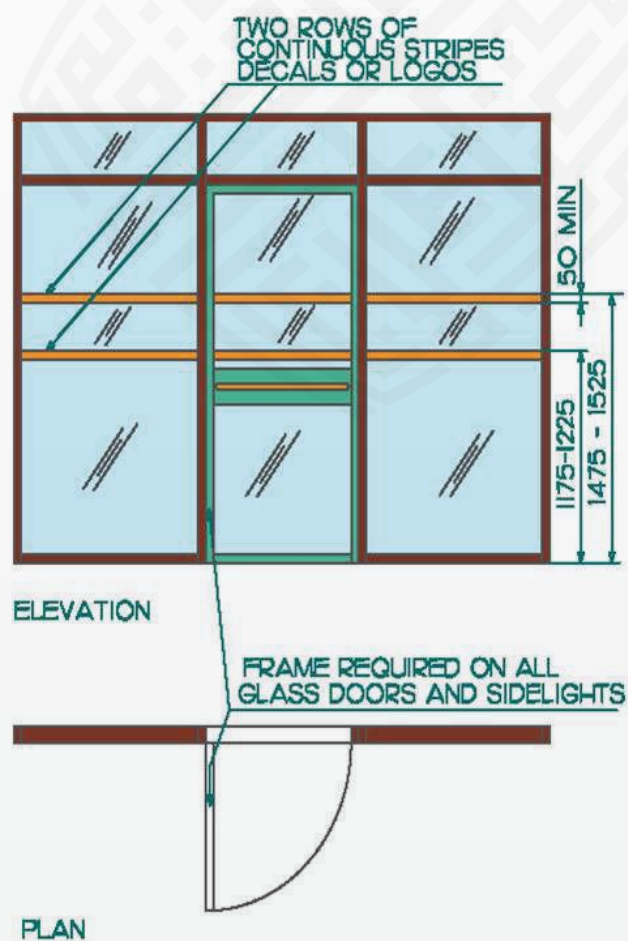 TWO ROWS OF
CONTINUOUS STRIPES
DECALS OR LOGOS
50 MIN
1175-1225
1475 - 1525
ELEVATION
FRAME REQUIRED ON ALL
GLASS DOORS AND SIDELIGHTS
PLAN